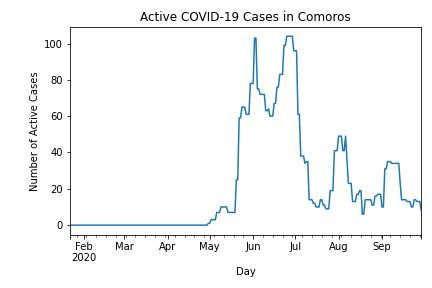 Active COVID-19 Cases in Comoros
Number of Active Cases
100
80
60
40
20
0
Feb Mar Apr May Jun Jul Aug Sep
2020
Day